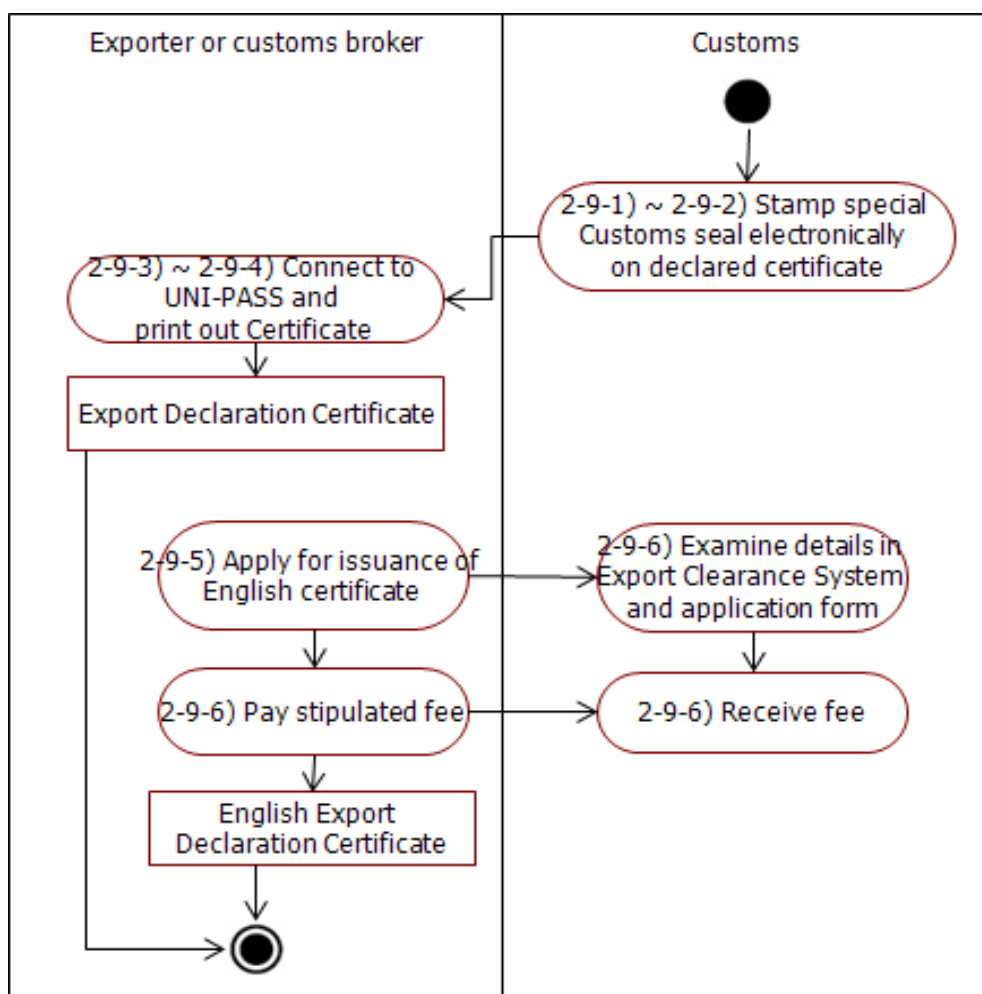 Exporter or customs broker
Customs
2-9-1) ~ 2-9-2) Stamp special
Customs seal electronically
on declared certificate
2-9-3) ~ 2-9-4) Connect to
UNI-PASS and
print out Certificate
Export Declaration Certificate
2-9-5) Apply for issuance of
English certificate
2-9-6) Examine details in
Export Clearance System
and application form
2-9-6) Pay stipulated fee
2-9-6) Receive fee
English Export
Declaration Certificate